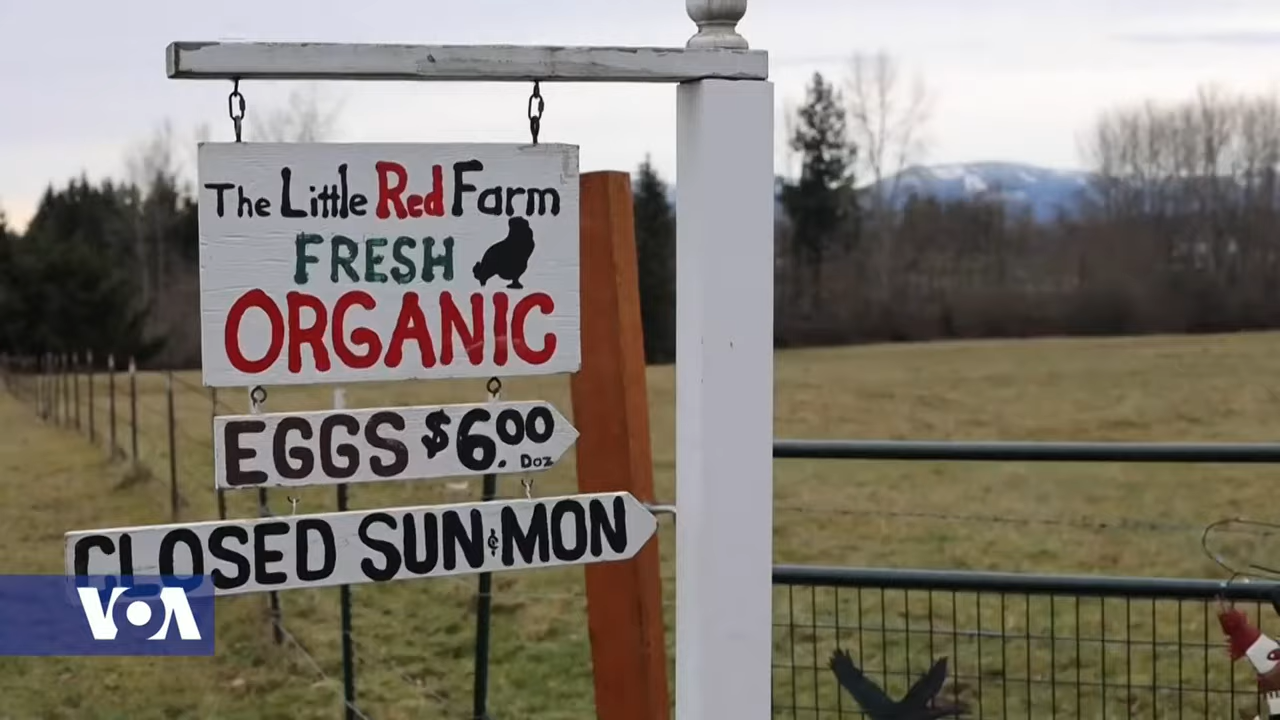 The Little Red Farm
FRESH
ORGANIC
EGGS $6.00 Doz
CLOSED SUN & MON
VOA